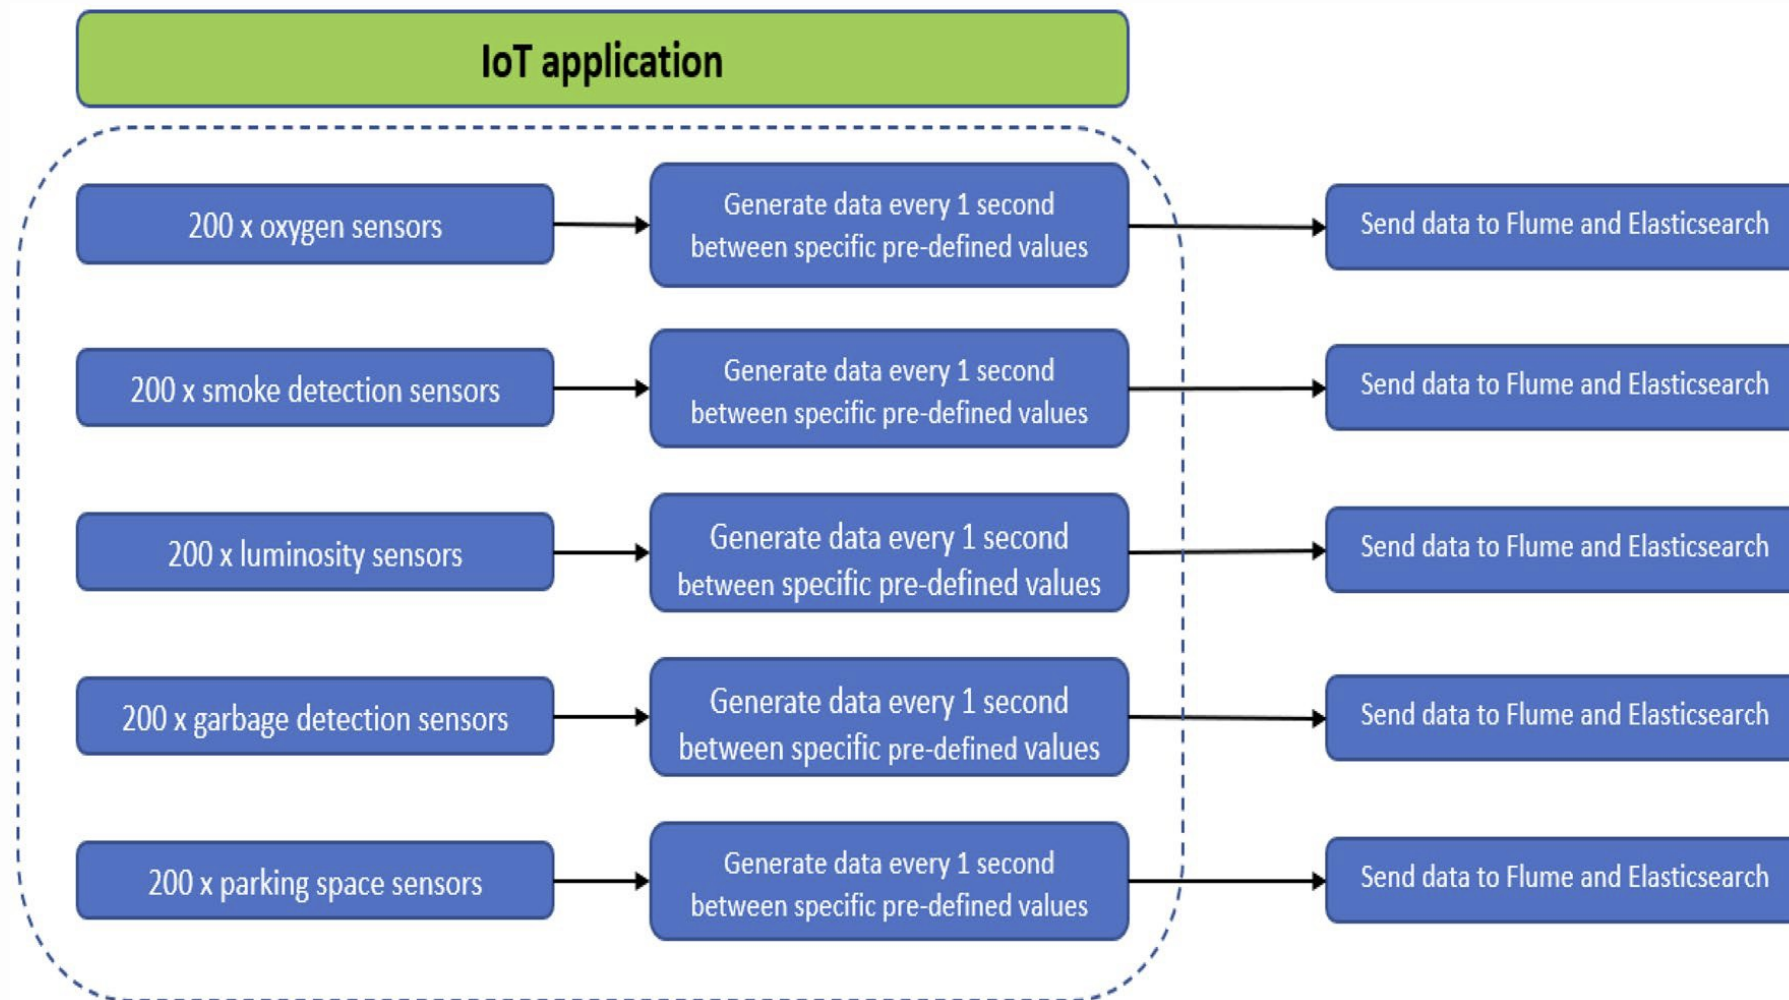 IoT application
200 x oxygen sensors
Generate data every 1 second
between specific pre-defined values
Send data to Flume and Elasticsearch
200 x smoke detection sensors
Generate data every 1 second
between specific pre-defined values
Send data to Flume and Elasticsearch
200 x luminosity sensors
Generate data every 1 second
between specific pre-defined values
Send data to Flume and Elasticsearch
200 x garbage detection sensors
Generate data every 1 second
between specific pre-defined values
Send data to Flume and Elasticsearch
200 x parking space sensors
Generate data every 1 second
between specific pre-defined values
Send data to Flume and Elasticsearch